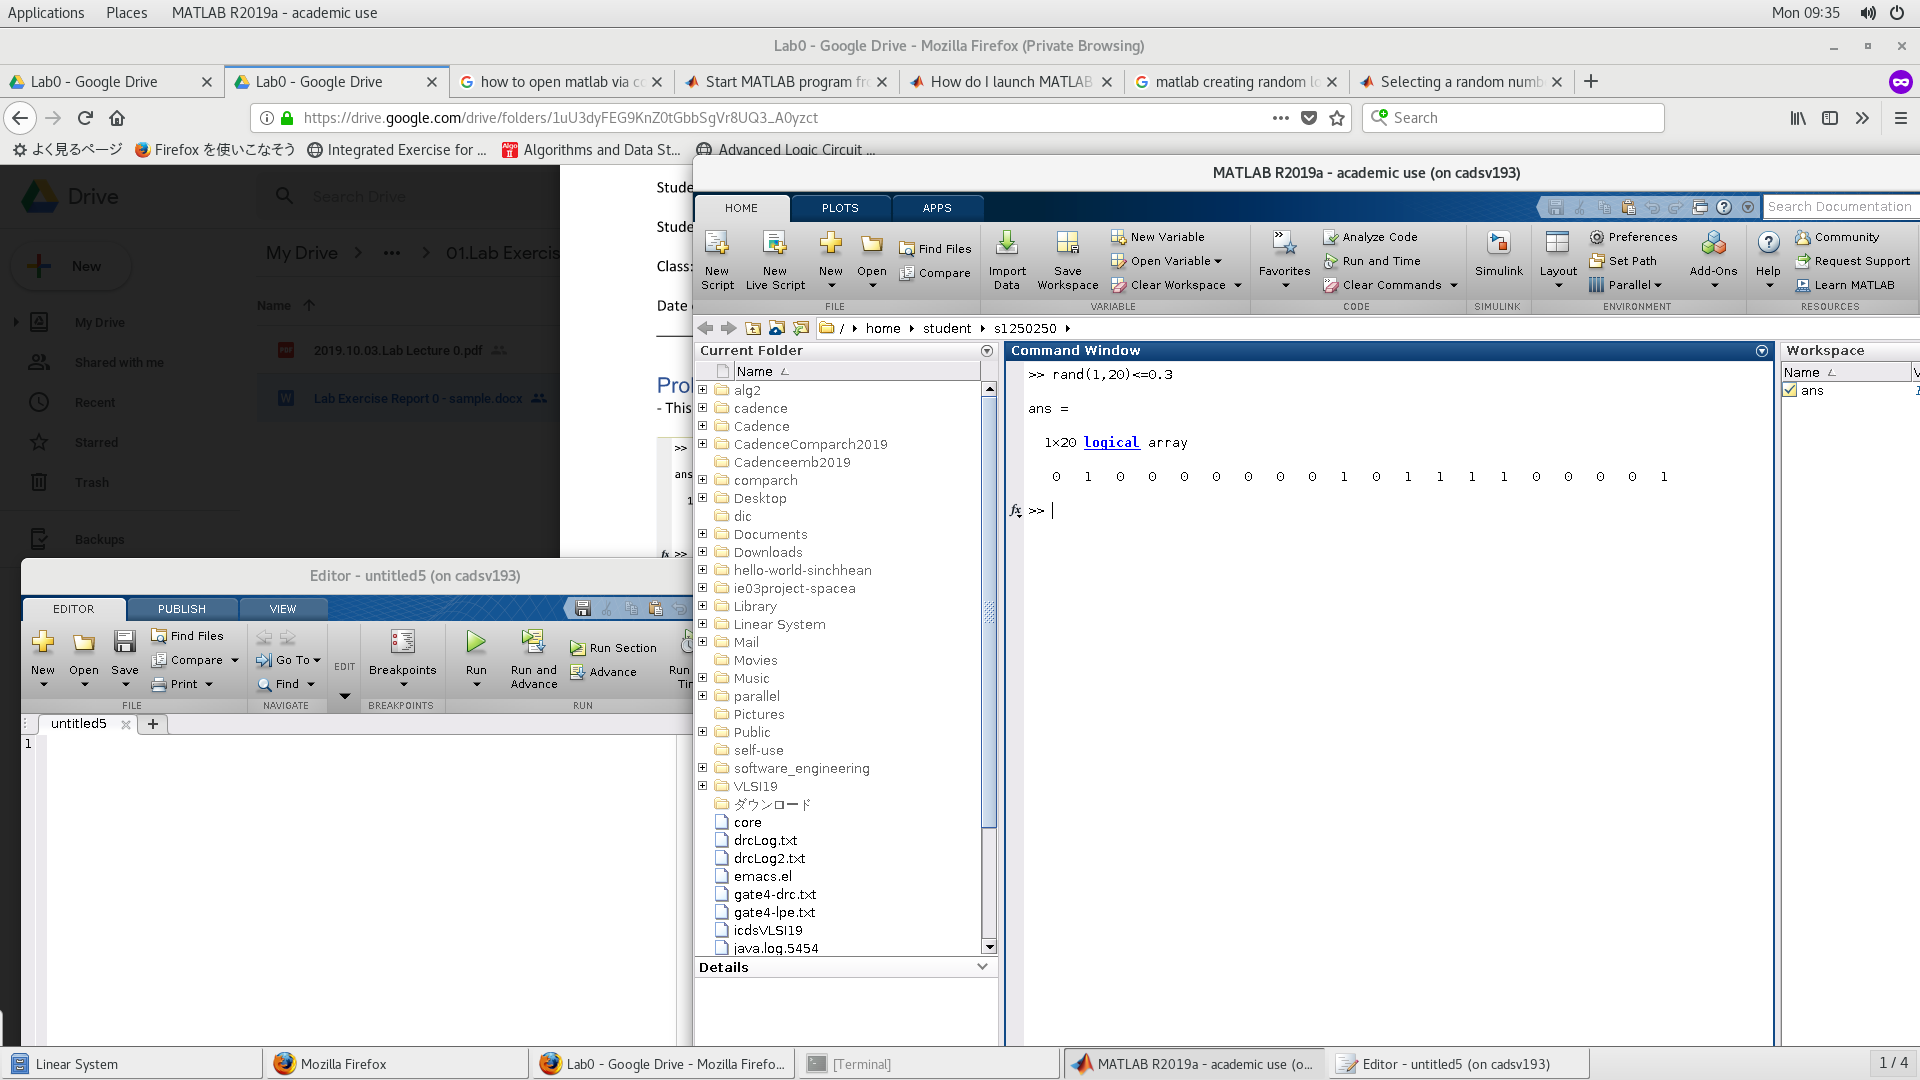 Applications Places MATLAB R2019a - academic use Mon 09:35
Lab0 - Google Drive - Mozilla Firefox (Private Browsing)
Lab0 - Google Drive
Lab0 - Google Drive
how to open matlab via co
Start MATLAB program fro
How do I launch MATLAB
matlab creating random lo
Selecting a random numb
https://drive.google.com/drive/folders/1uU3dyFEG9KnZ0tGbbSgVr8UQ3_A0yzct
Search
よく見るページ
Firefox を使いこなそう
Integrated Exercise for ...
Algorithms and Data St...
Advanced Logic Circuit ...
Drive
Search Drive
New
My Drive ... 01.Lab Exercis
Name
My Drive
Shared with me
Recent
Starred
Trash
Backups
PDF 2019.10.03.Lab Lecture 0.pdf
W Lab Exercise Report 0 - sample.docx
Stude
Stude
Class:
Date
Pro
- This
>>
ans
1
fx >>
MATLAB R2019a - academic use (on cadsv193)
HOME PLOTS APPS
Search Documentation
New Script
New Live Script
New
Open
Find Files
Compare
FILE
Import Data
Save Workspace
New Variable
Open Variable
Clear Workspace
VARIABLE
Favorites
Analyze Code
Run and Time
Clear Commands
CODE
Simulink
SIMULINK
Layout
Preferences
Set Path
Parallel
Add-Ons
ENVIRONMENT
Help
Community
Request Support
Learn MATLAB
RESOURCES
/ home student s1250250
Current Folder
Name
alg2
cadence
Cadence
CadenceComparch2019
Cadenceemb2019
comparch
Desktop
dic
Documents
Downloads
hello-world-sinchhean
ie03project-spacea
Library
Linear System
Mail
Movies
Music
parallel
Pictures
Public
self-use
software_engineering
VLSI19
ダウンロード
core
drcLog.txt
drcLog2.txt
emacs.el
gate4-drc.txt
gate4-lpe.txt
icdsVLSI19
java.log.5454
Details
Command Window
>> rand(1,20)<=0.3
ans =
1×20 logical array
0 1 0 0 0 0 0 0 0 1 0 1 1 1 1 0 0 0 0 1
fx >>
Workspace
Name V
ans
Editor - untitled5 (on cadsv193)
EDITOR PUBLISH VIEW
New
Open
Save
Find Files
Compare
Print
FILE
Go To
Find
NAVIGATE
EDIT
Breakpoints
BREAKPOINTS
Run
Run and Advance
Run Section
Advance
Run
RUN
untitled5
1
Linear System
Mozilla Firefox
Lab0 - Google Drive - Mozilla Firefo...
[Terminal]
MATLAB R2019a - academic use (o...
Editor - untitled5 (on cadsv193)
1 / 4